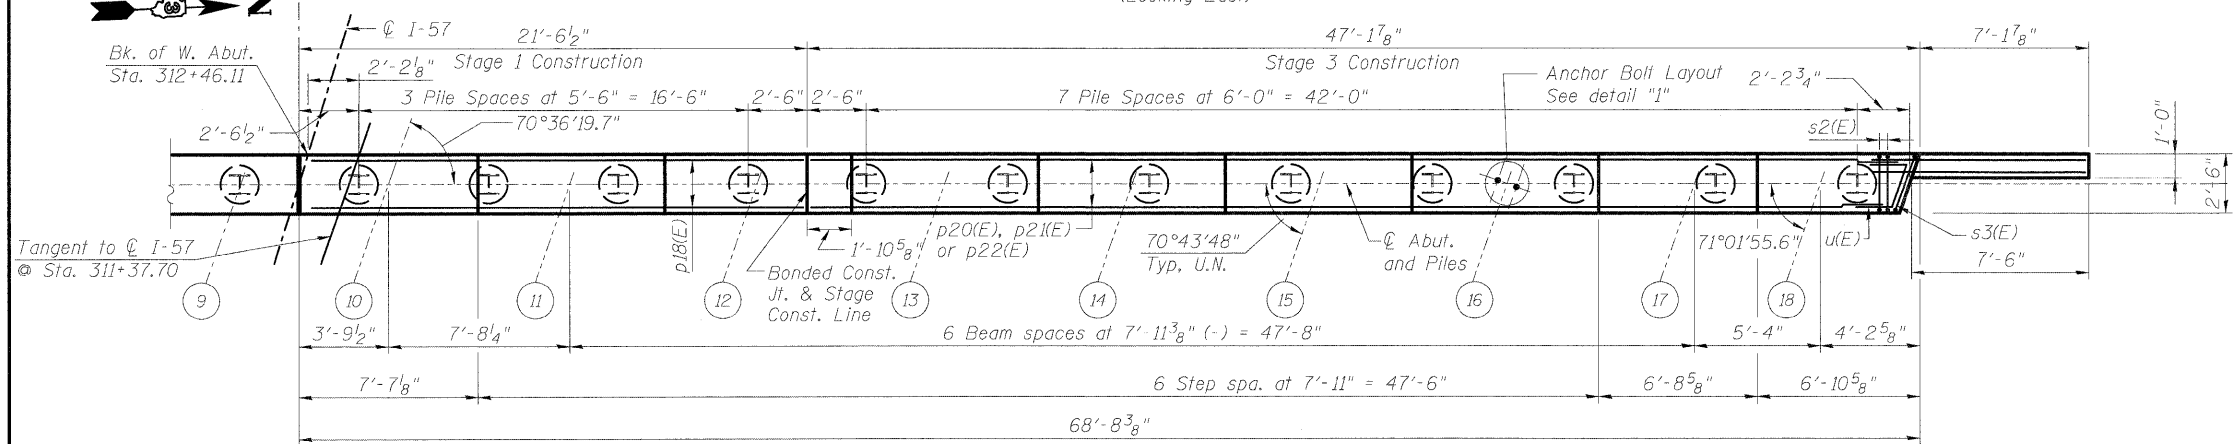 (Looking East)
3
N
℄ I-57
21'-6½"
47'-1⅞"
7'-1⅞"
Bk. of W. Abut.
Sta. 312+46.11
2'-2⅛"
Stage 1 Construction
Stage 3 Construction
Anchor Bolt Layout
See detail "1"
2'-2¾"
3 Pile Spaces at 5'-6" = 16'-6"
2'-6"
2'-6"
7 Pile Spaces at 6'-0" = 42'-0"
2'-6½"
70°36'19.7"
s2(E)
1'-0"
2'-6"
Tangent to ℄ I-57
@ Sta. 311+37.70
p18(E)
1'-10⅝"
Bonded Const.
Jt. & Stage
Const. Line
p20(E), p21(E)
or p22(E)
70°43'48"
Typ, U.N.
℄ Abut.
and Piles
71°01'55.6"
u(E)
s3(E)
7'-6"
9
10
11
12
13
14
15
16
17
18
3'-9½"
7'-8¼"
6 Beam spaces at 7'-11⅜" (-) = 47'-8"
5'-4"
4'-2⅝"
7'-7⅛"
6 Step spa. at 7'-11" = 47'-6"
6'-8⅝"
6'-10⅝"
68'-8⅜"